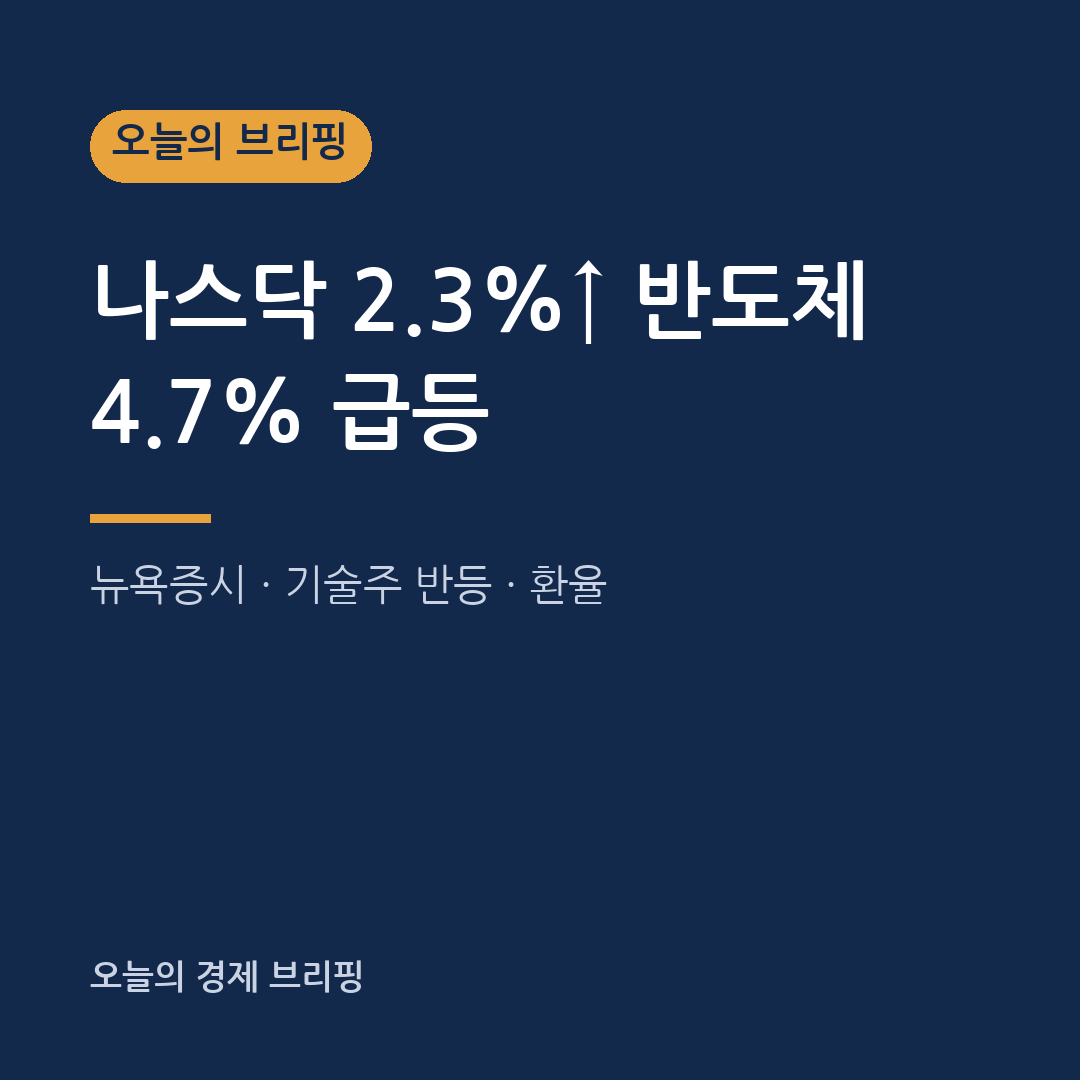 오늘의 브리핑
나스닥 2.3%↑ 반도체
4.7% 급등
뉴욕증시 · 기술주 반등 · 환율
오늘의 경제 브리핑